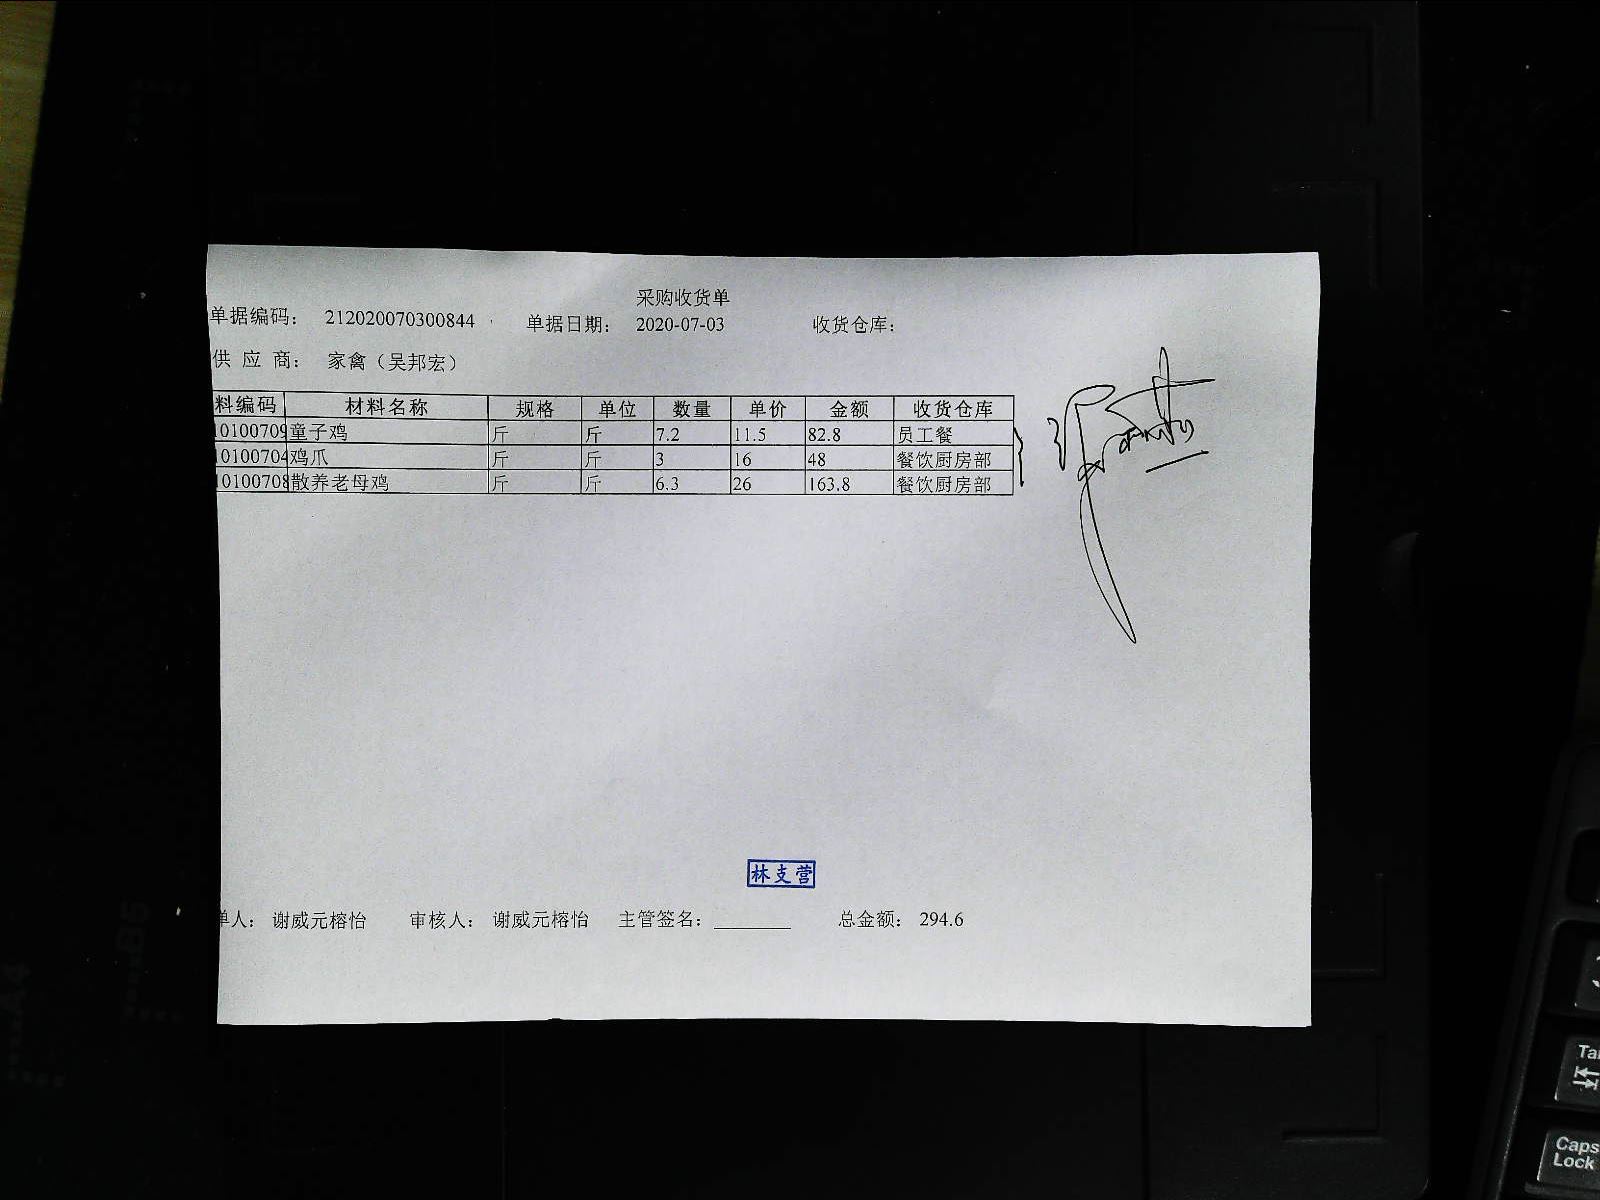 采购收货单
单据编码： 212020070300844 单据日期： 2020-07-03 收货仓库：
供 应 商： 家禽（吴邦宏）
料编码 材料名称 规格 单位 数量 单价 金额 收货仓库
10100709 童子鸡 斤 斤 7.2 11.5 82.8 员工餐
10100704 鸡爪 斤 斤 3 16 48 餐饮厨房部
10100708 散养老母鸡 斤 斤 6.3 26 163.8 餐饮厨房部
林支营
单人： 谢威元榕怡 审核人： 谢威元榕怡 主管签名： 总金额： 294.6
A4
B5
Caps
Lock